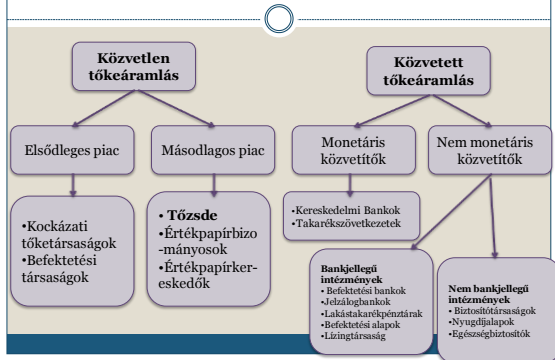 Közvetlen
tőkeáramlás
Közvetett
tőkeáramlás
Elsődleges piac
Másodlagos piac
Monetáris
közvetítők
Nem monetáris
közvetítők
•Kockázati
tőketársaságok
•Befektetési
társaságok
• Tőzsde
•Értékpapírbizo
-mányosok
•Értékpapírker-
eskedők
•Kereskedelmi Bankok
•Takarékszövetkezetek
Bankjellegű
intézmények
• Befektetési bankok
•Jelzálogbankok
•Lakástakarékpénztárak
•Befektetési alapok
•Lízingtársaság
Nem bankjellegű
intézmények
• Biztosítótársaságok
•Nyugdíjalapok
•Egészségbiztosítók